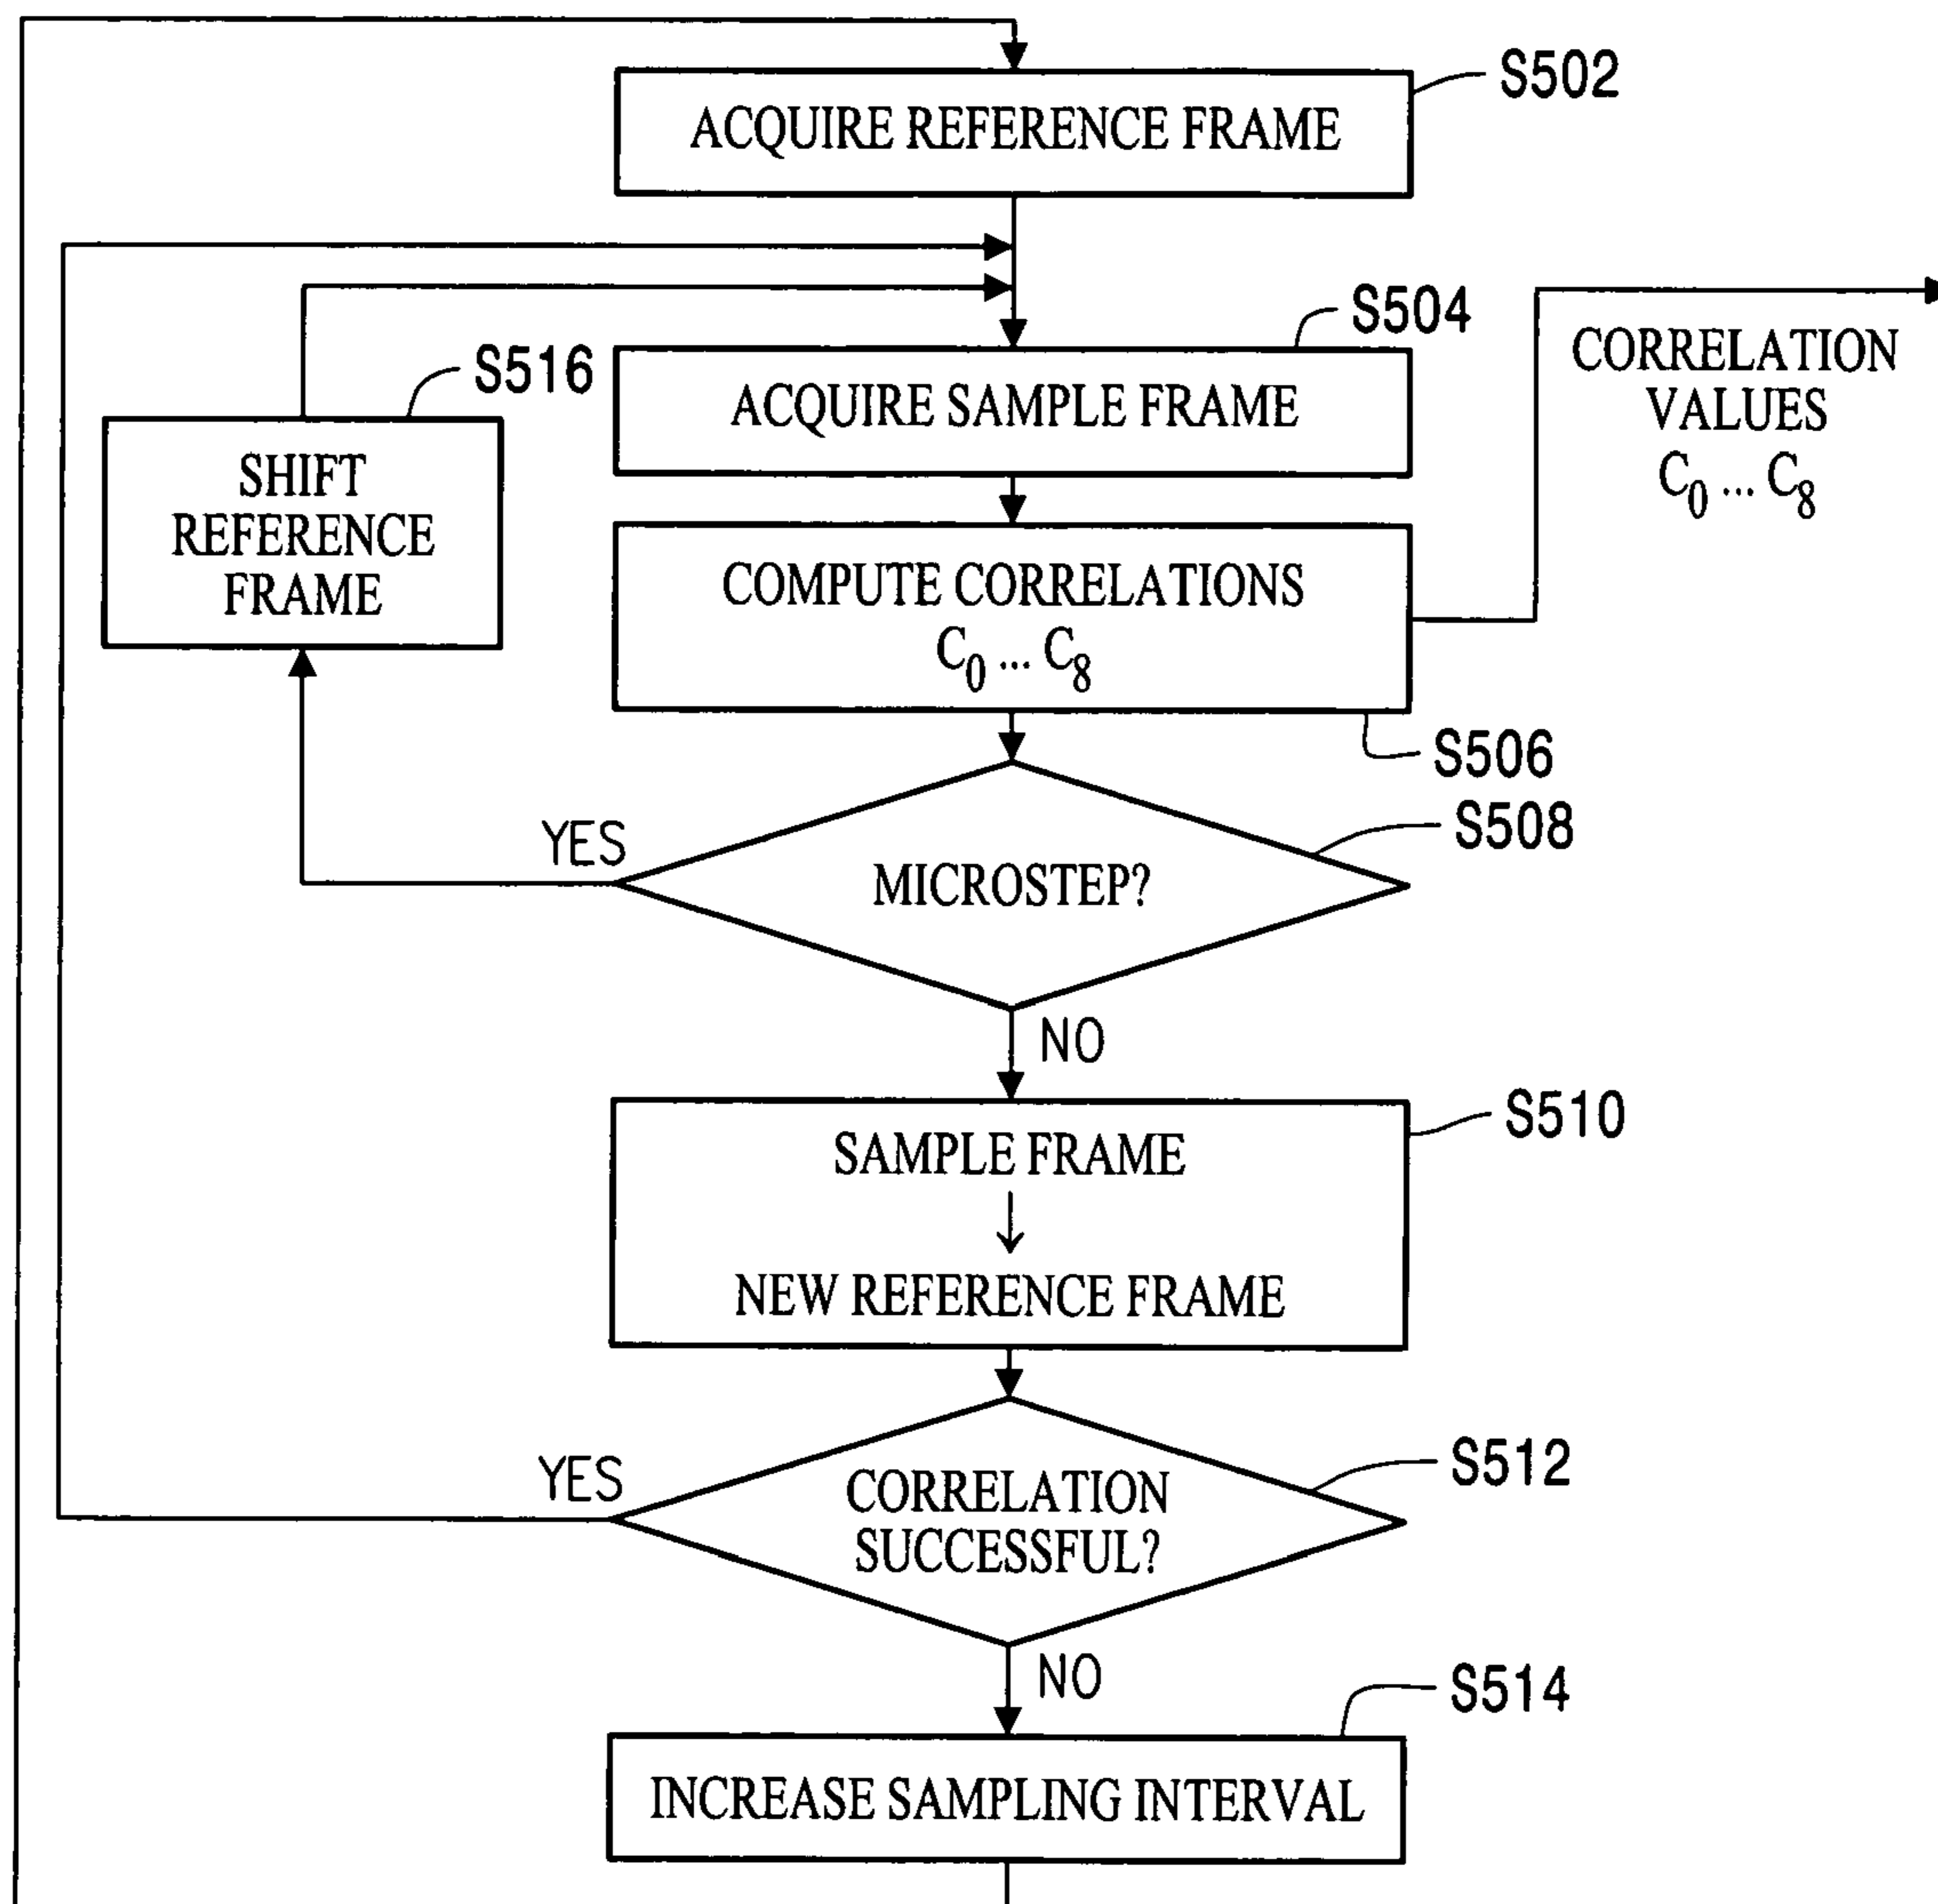 S502
ACQUIRE REFERENCE FRAME
S504
ACQUIRE SAMPLE FRAME
CORRELATION
VALUES
C0 ... C8
S516
SHIFT
REFERENCE
FRAME
COMPUTE CORRELATIONS
C0 ... C8
S506
S508
YES
MICROSTEP?
NO
S510
SAMPLE FRAME
↓
NEW REFERENCE FRAME
S512
YES
CORRELATION
SUCCESSFUL?
NO
S514
INCREASE SAMPLING INTERVAL